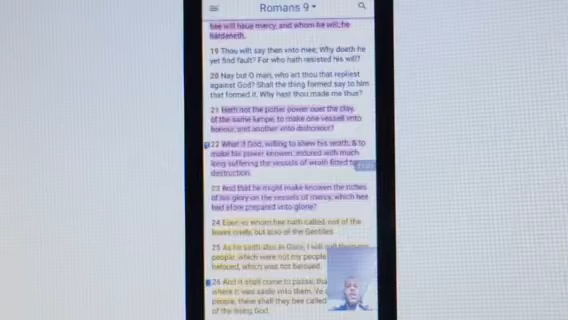 Romans 9
hee will haue mercy, and whom he will, he
hardeneth.
19 Thou wilt say then vnto mee; Why doeth he
yet find fault? For who hath resisted his will?
20 Nay but O man, who art thou that repliest
against God? Shall the thing formed say to him
that formed it, Why hast thou made me thus?
21 Hath not the potter power ouer the clay,
of the same lumpe, to make one vessell vnto
honour, and another vnto dishonour?
22 What if God, willing to shew his wrath, & to
make his power knowen, indured with much
long suffering the vessels of wrath fitted to
destruction:
23 And that he might make knowen the riches
of his glory on the vessels of mercy, which hee
had afore prepared vnto glorie?
24 Euen vs whom hee hath called, not of the
Iewes onely, but also of the Gentiles.
25 As he saith also in Osee, I will call them my
people, which were not my people
beloued, which was not beloued.
26 And it shall come to passe, tha
where it was saide vnto them, Ye
people, there shall they bee called
of the liuing God.